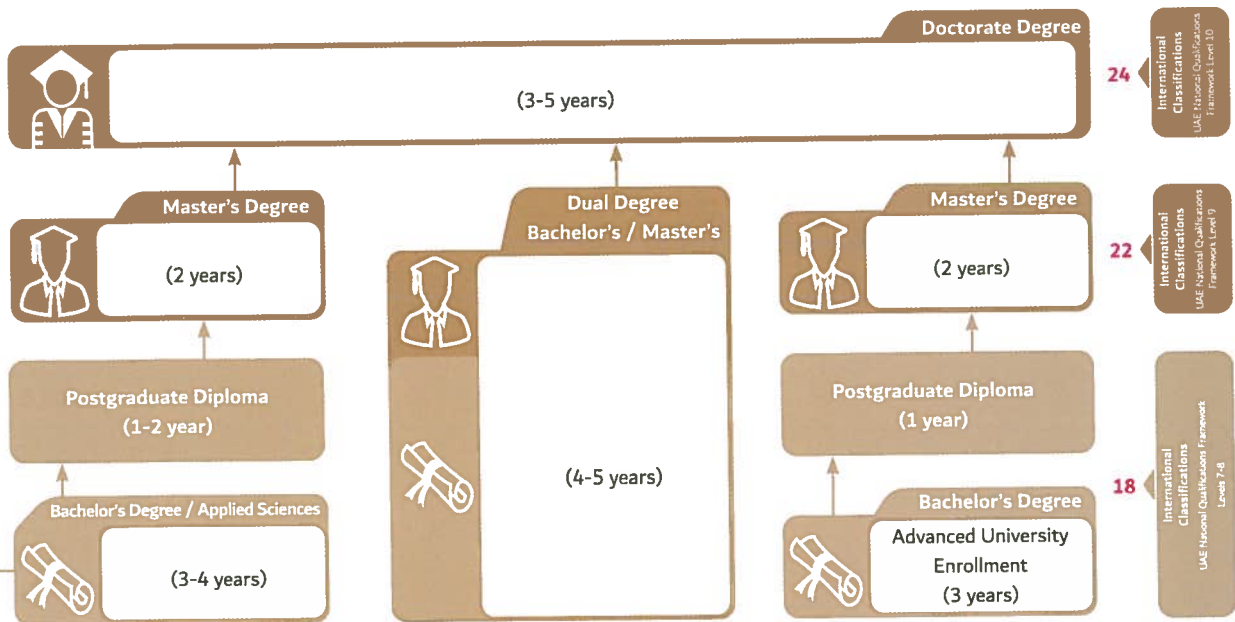 Doctorate Degree
(3-5 years)
24
International
Classifications
UAE National Qualifications
Framework Level 10
Master's Degree
(2 years)
Dual Degree
Bachelor's / Master's
(4-5 years)
Master's Degree
(2 years)
22
International
Classifications
UAE National Qualifications
Framework Level 9
Postgraduate Diploma
(1-2 year)
Postgraduate Diploma
(1 year)
18
International
Classifications
UAE National Qualifications Framework
Levels 7-8
Bachelor's Degree / Applied Sciences
(3-4 years)
Bachelor's Degree
Advanced University
Enrollment
(3 years)